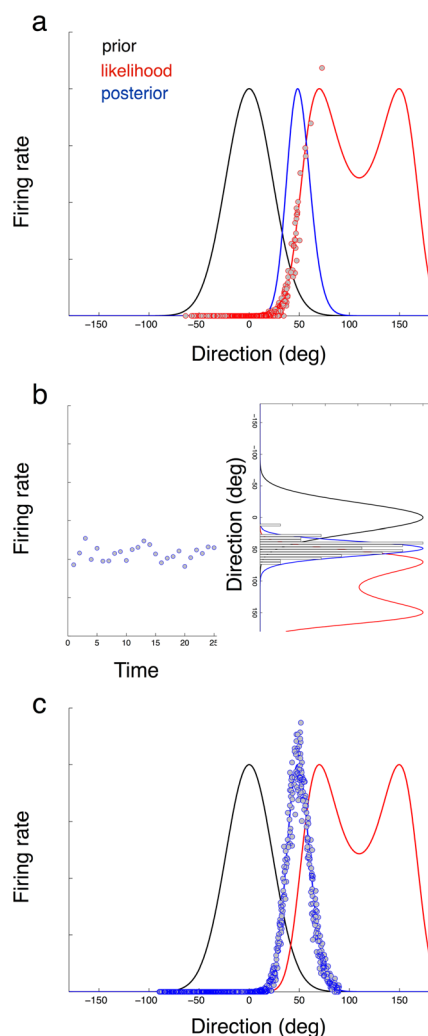 a
prior
likelihood
posterior
Firing rate
−150 −100 −50 0 50 100 150
Direction (deg)
b
Firing rate
0 5 10 15 20 25
Time
Direction (deg)
−150 −100 −50 0 50 100 150
c
Firing rate
−150 −100 −50 0 50 100 150
Direction (deg)